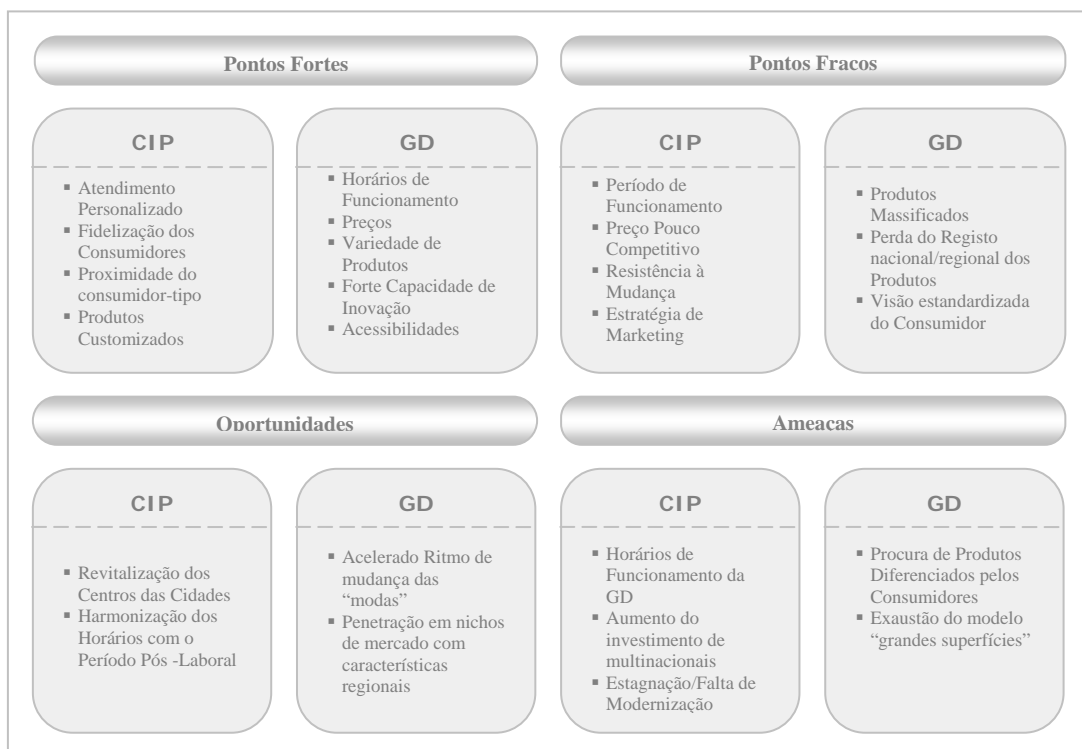 Pontos Fortes
CIP
▪ Atendimento
Personalizado
▪ Fidelização dos
Consumidores
▪ Proximidade do
consumidor-tipo
▪ Produtos
Customizados
GD
▪ Horários de
Funcionamento
▪ Preços
▪ Variedade de
Produtos
▪ Forte Capacidade de
Inovação
▪ Acessibilidades
Pontos Fracos
CIP
▪ Período de
Funcionamento
▪ Preço Pouco
Competitivo
▪ Resistência à
Mudança
▪ Estratégia de
Marketing
GD
▪ Produtos
Massificados
▪ Perda do Registo
nacional/regional dos
Produtos
▪ Visão estandardizada
do Consumidor
Oportunidades
CIP
▪ Revitalização dos
Centros das Cidades
▪ Harmonização dos
Horários com o
Período Pós -Laboral
GD
▪ Acelerado Ritmo de
mudança das
“modas”
▪ Penetração em nichos
de mercado com
características
regionais
Ameaças
CIP
▪ Horários de
Funcionamento da
GD
▪ Aumento do
investimento de
multinacionais
▪ Estagnação/Falta de
Modernização
GD
▪ Procura de Produtos
Diferenciados pelos
Consumidores
▪ Exaustão do modelo
“grandes superfícies”